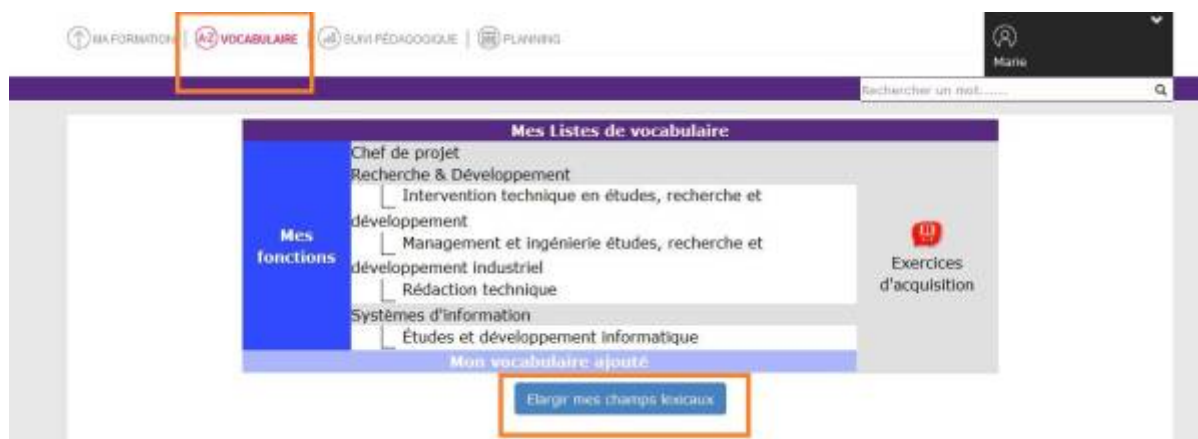 MA FORMATION | A-Z VOCABULAIRE | SUIVI PÉDAGOGIQUE | PLANNING
Marie
Rechercher un mot......
Mes Listes de vocabulaire
Mes
fonctions
Chef de projet
Recherche & Développement
Intervention technique en études, recherche et
développement
Management et ingénierie études, recherche et
développement industriel
Rédaction technique
Systèmes d'information
Études et développement informatique
Exercices
d'acquisition
Mon vocabulaire ajouté
Elargir mes champs lexicaux